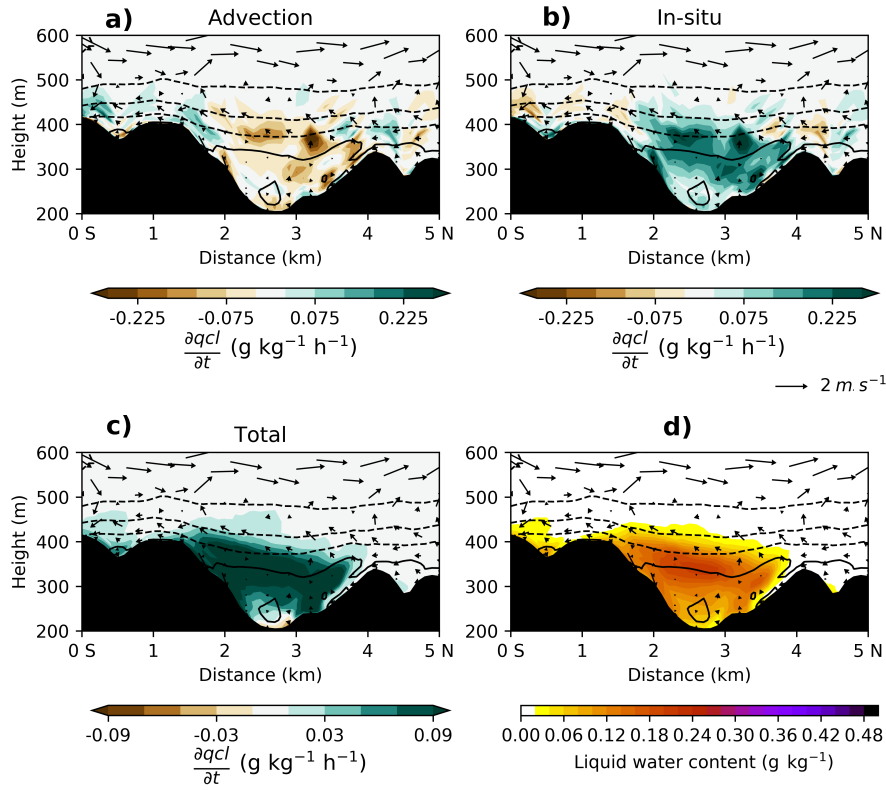 a) Advection
b) In-situ
600
500
400
300
200
Height (m)
0 S 1 2 3 4 5 N
Distance (km)
0 S 1 2 3 4 5 N
Distance (km)
600
500
400
300
200
-0.225 -0.075 0.075 0.225
∂qcl/∂t (g kg⁻¹ h⁻¹)
-0.225 -0.075 0.075 0.225
∂qcl/∂t (g kg⁻¹ h⁻¹)
2 m s⁻¹
c) Total
d)
600
500
400
300
200
Height (m)
0 S 1 2 3 4 5 N
Distance (km)
600
500
400
300
200
0 S 1 2 3 4 5 N
Distance (km)
-0.09 -0.03 0.03 0.09
∂qcl/∂t (g kg⁻¹ h⁻¹)
0.00 0.06 0.12 0.18 0.24 0.30 0.36 0.42 0.48
Liquid water content (g kg⁻¹)